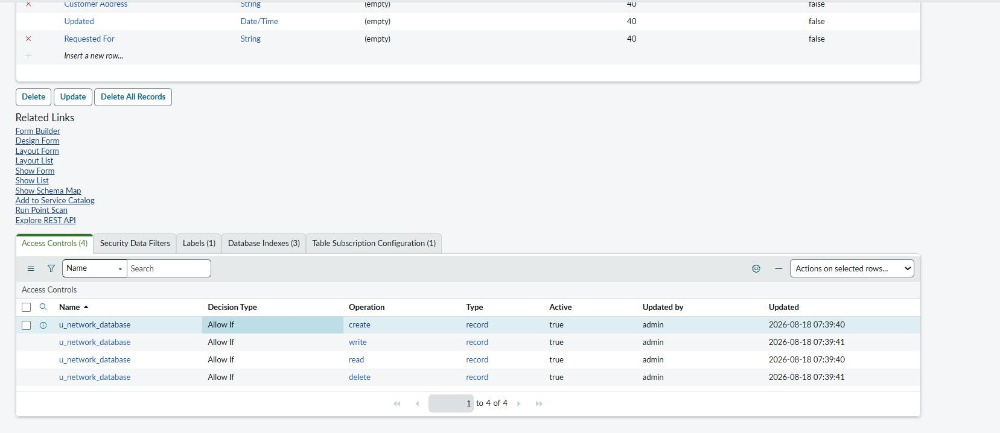 Customer Address String (empty) 40 false
Updated Date/Time (empty) 40 false
Requested For String (empty) 40 false
Insert a new row...
Delete Update Delete All Records
Related Links
Form Builder
Design Form
Layout Form
Layout List
Show Form
Show List
Show Schema Map
Add to Service Catalog
Run Point Scan
Explore REST API
Access Controls (4) Security Data Filters Labels (1) Database Indexes (3) Table Subscription Configuration (1)
Name Search Actions on selected rows...
Access Controls
Name Decision Type Operation Type Active Updated by Updated
u_network_database Allow If create record true admin 2026-08-18 07:39:40
u_network_database Allow If write record true admin 2026-08-18 07:39:41
u_network_database Allow If read record true admin 2026-08-18 07:39:40
u_network_database Allow If delete record true admin 2026-08-18 07:39:41
1 to 4 of 4